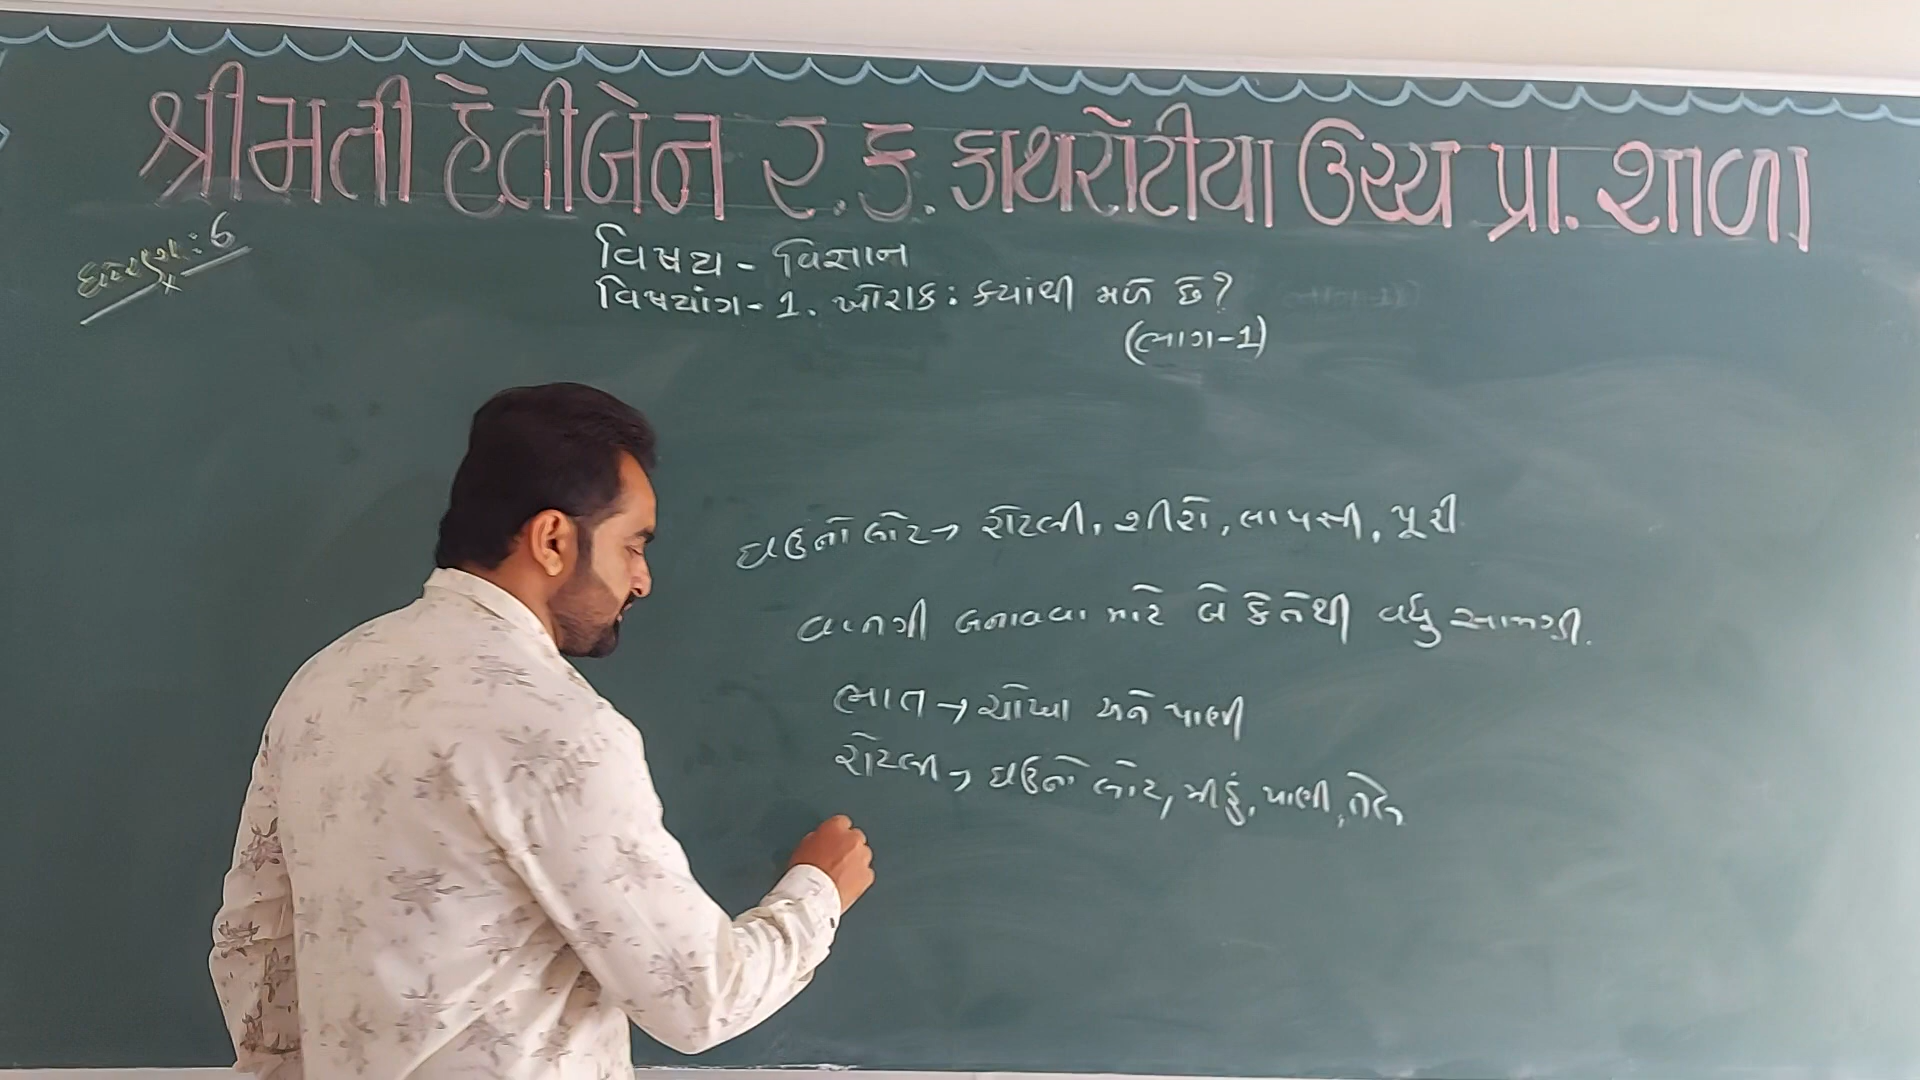 શ્રીમતી હેતીબેન ર. ક. કાથરોટીયા ઉચ્ચ પ્રા. શાળા
ધોરણ : 6
વિષય - વિજ્ઞાન
વિષયાંગ - 1. ખોરાક : ક્યાંથી મળે છે ?
(ભાગ-1)
ઘઉંનો લોટ → રોટલી, શીરો, લાપસી, પૂરી
વાનગી બનાવવા માટે બે કે તેથી વધુ સામગ્રી.
ભાત → ચોખા અને પાણી
રોટલી → ઘઉંનો લોટ, મીઠું, પાણી, તેલ